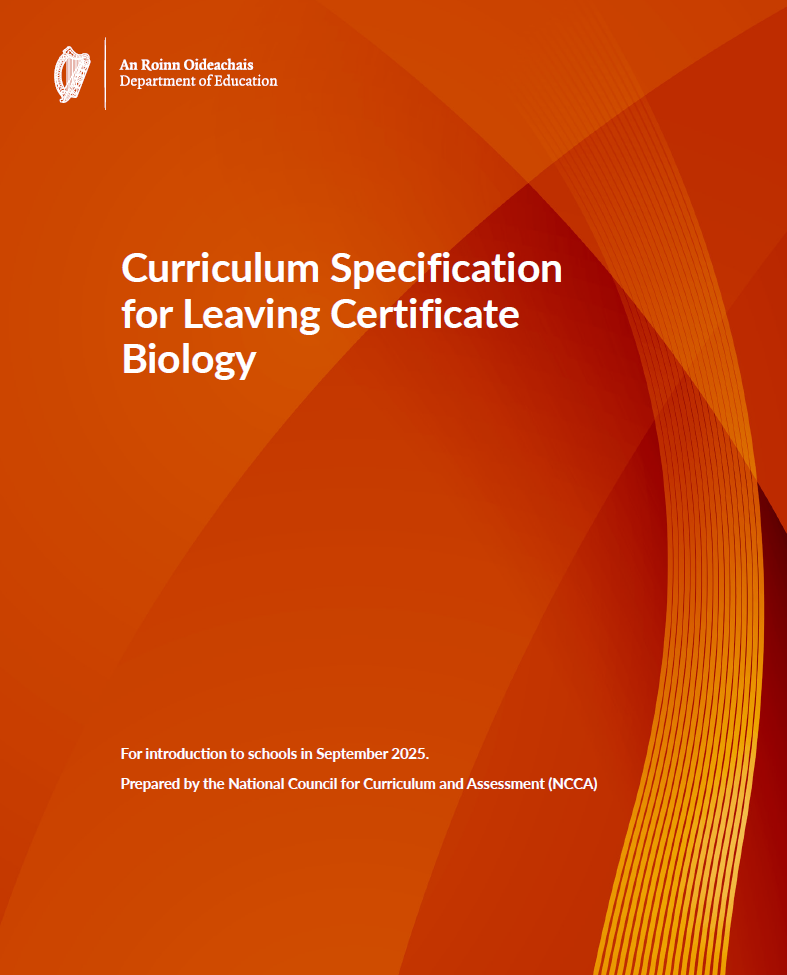 An Roinn Oideachais
Department of Education
Curriculum Specification
for Leaving Certificate
Biology
For introduction to schools in September 2025.
Prepared by the National Council for Curriculum and Assessment (NCCA)